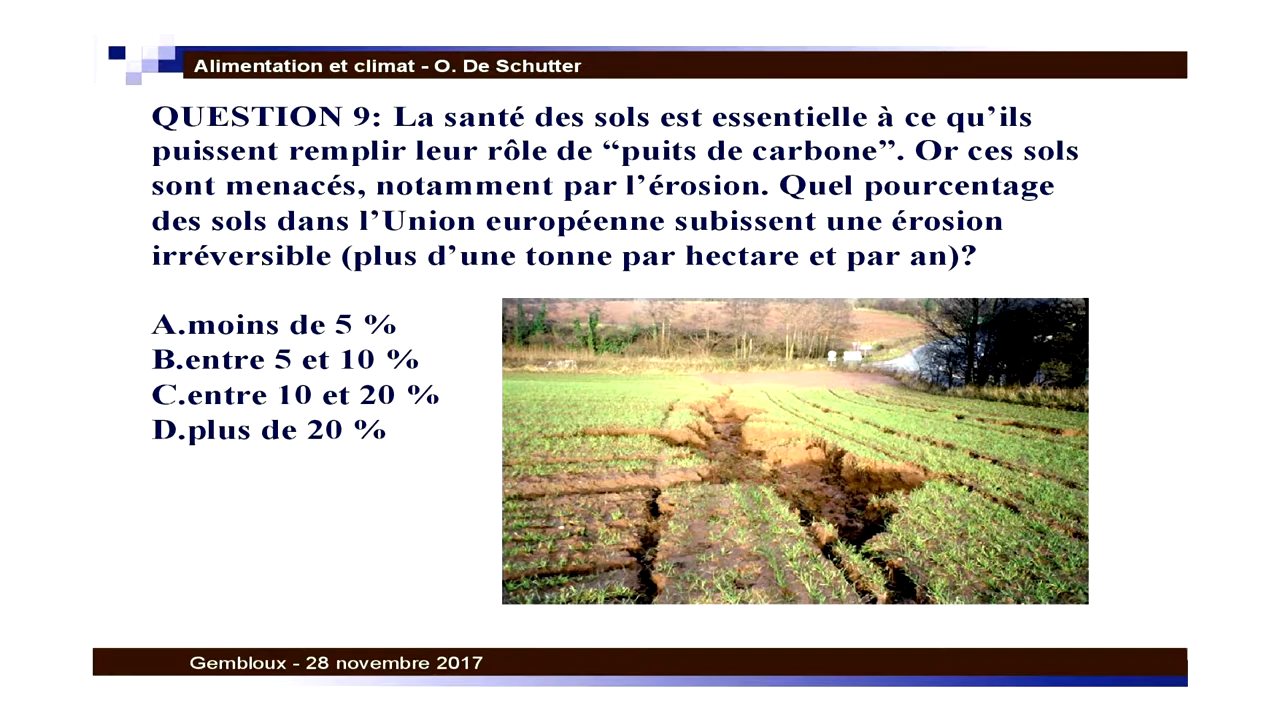 Alimentation et climat - O. De Schutter
QUESTION 9: La santé des sols est essentielle à ce qu’ils
puissent remplir leur rôle de “puits de carbone”. Or ces sols
sont menacés, notamment par l’érosion. Quel pourcentage
des sols dans l’Union européenne subissent une érosion
irréversible (plus d’une tonne par hectare et par an)?
A.moins de 5 %
B.entre 5 et 10 %
C.entre 10 et 20 %
D.plus de 20 %
Gembloux - 28 novembre 2017